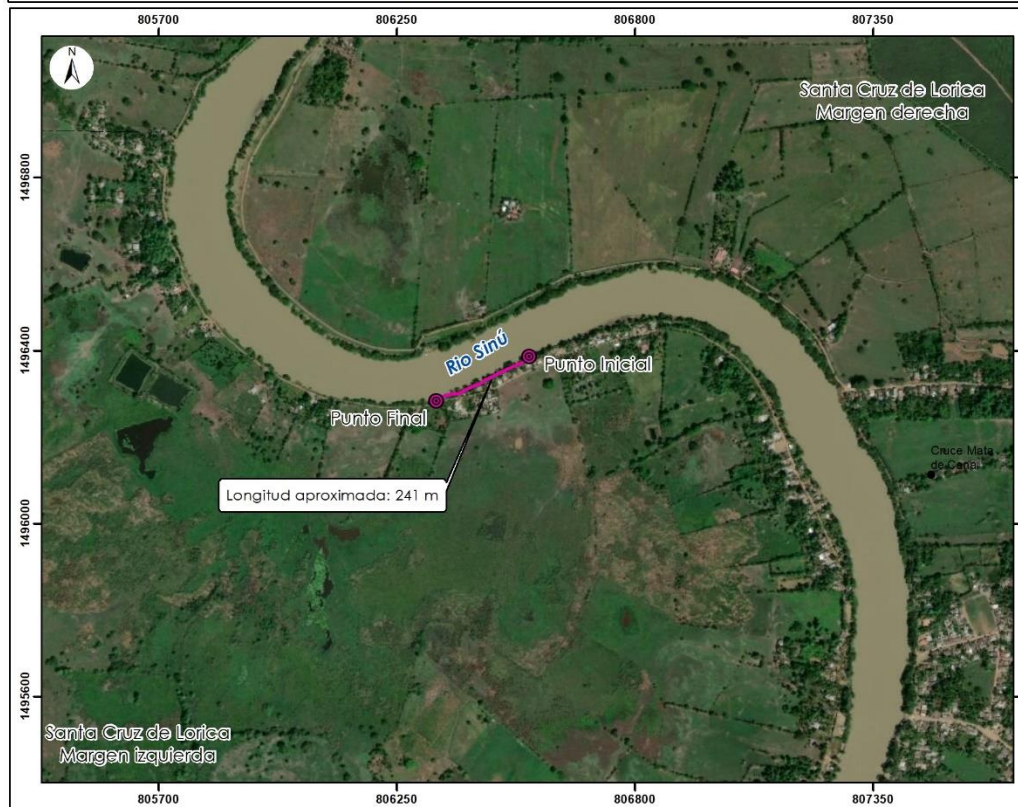 805700 806250 806800 807350
N
Santa Cruz de Lorica
Margen derecha
1496800
1496400
Rio Sinú
Punto Inicial
Punto Final
Longitud aproximada: 241 m
Cruce Mata
de Caña
1496000
1495600
Santa Cruz de Lorica
Margen izquierda
805700 806250 806800 807350